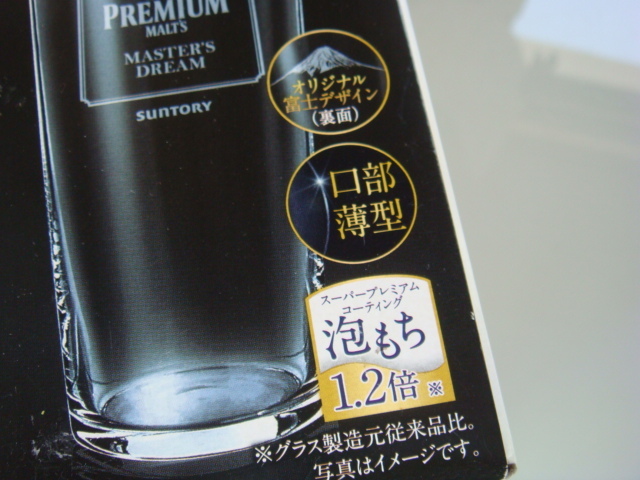 PREMIUM
MALT'S
MASTER'S
DREAM
SUNTORY
オリジナル
富士デザイン
(裏面)
口部
薄型
スーパープレミアム
コーティング
泡もち
1.2倍※
※グラス製造元従来品比。
写真はイメージです。